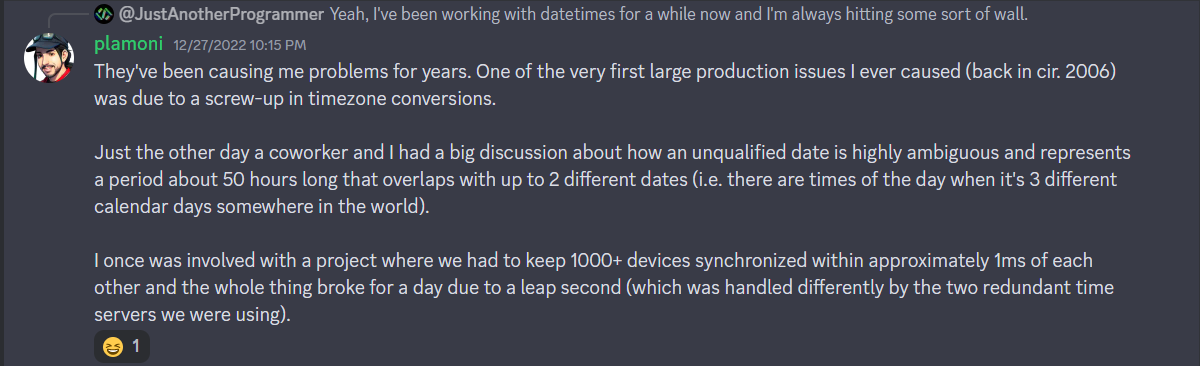 @JustAnotherProgrammer Yeah, I've been working with datetimes for a while now and I'm always hitting some sort of wall.
plamoni 12/27/2022 10:15 PM
They've been causing me problems for years. One of the very first large production issues I ever caused (back in cir. 2006)
was due to a screw-up in timezone conversions.
Just the other day a coworker and I had a big discussion about how an unqualified date is highly ambiguous and represents
a period about 50 hours long that overlaps with up to 2 different dates (i.e. there are times of the day when it's 3 different
calendar days somewhere in the world).
I once was involved with a project where we had to keep 1000+ devices synchronized within approximately 1ms of each
other and the whole thing broke for a day due to a leap second (which was handled differently by the two redundant time
servers we were using).
1